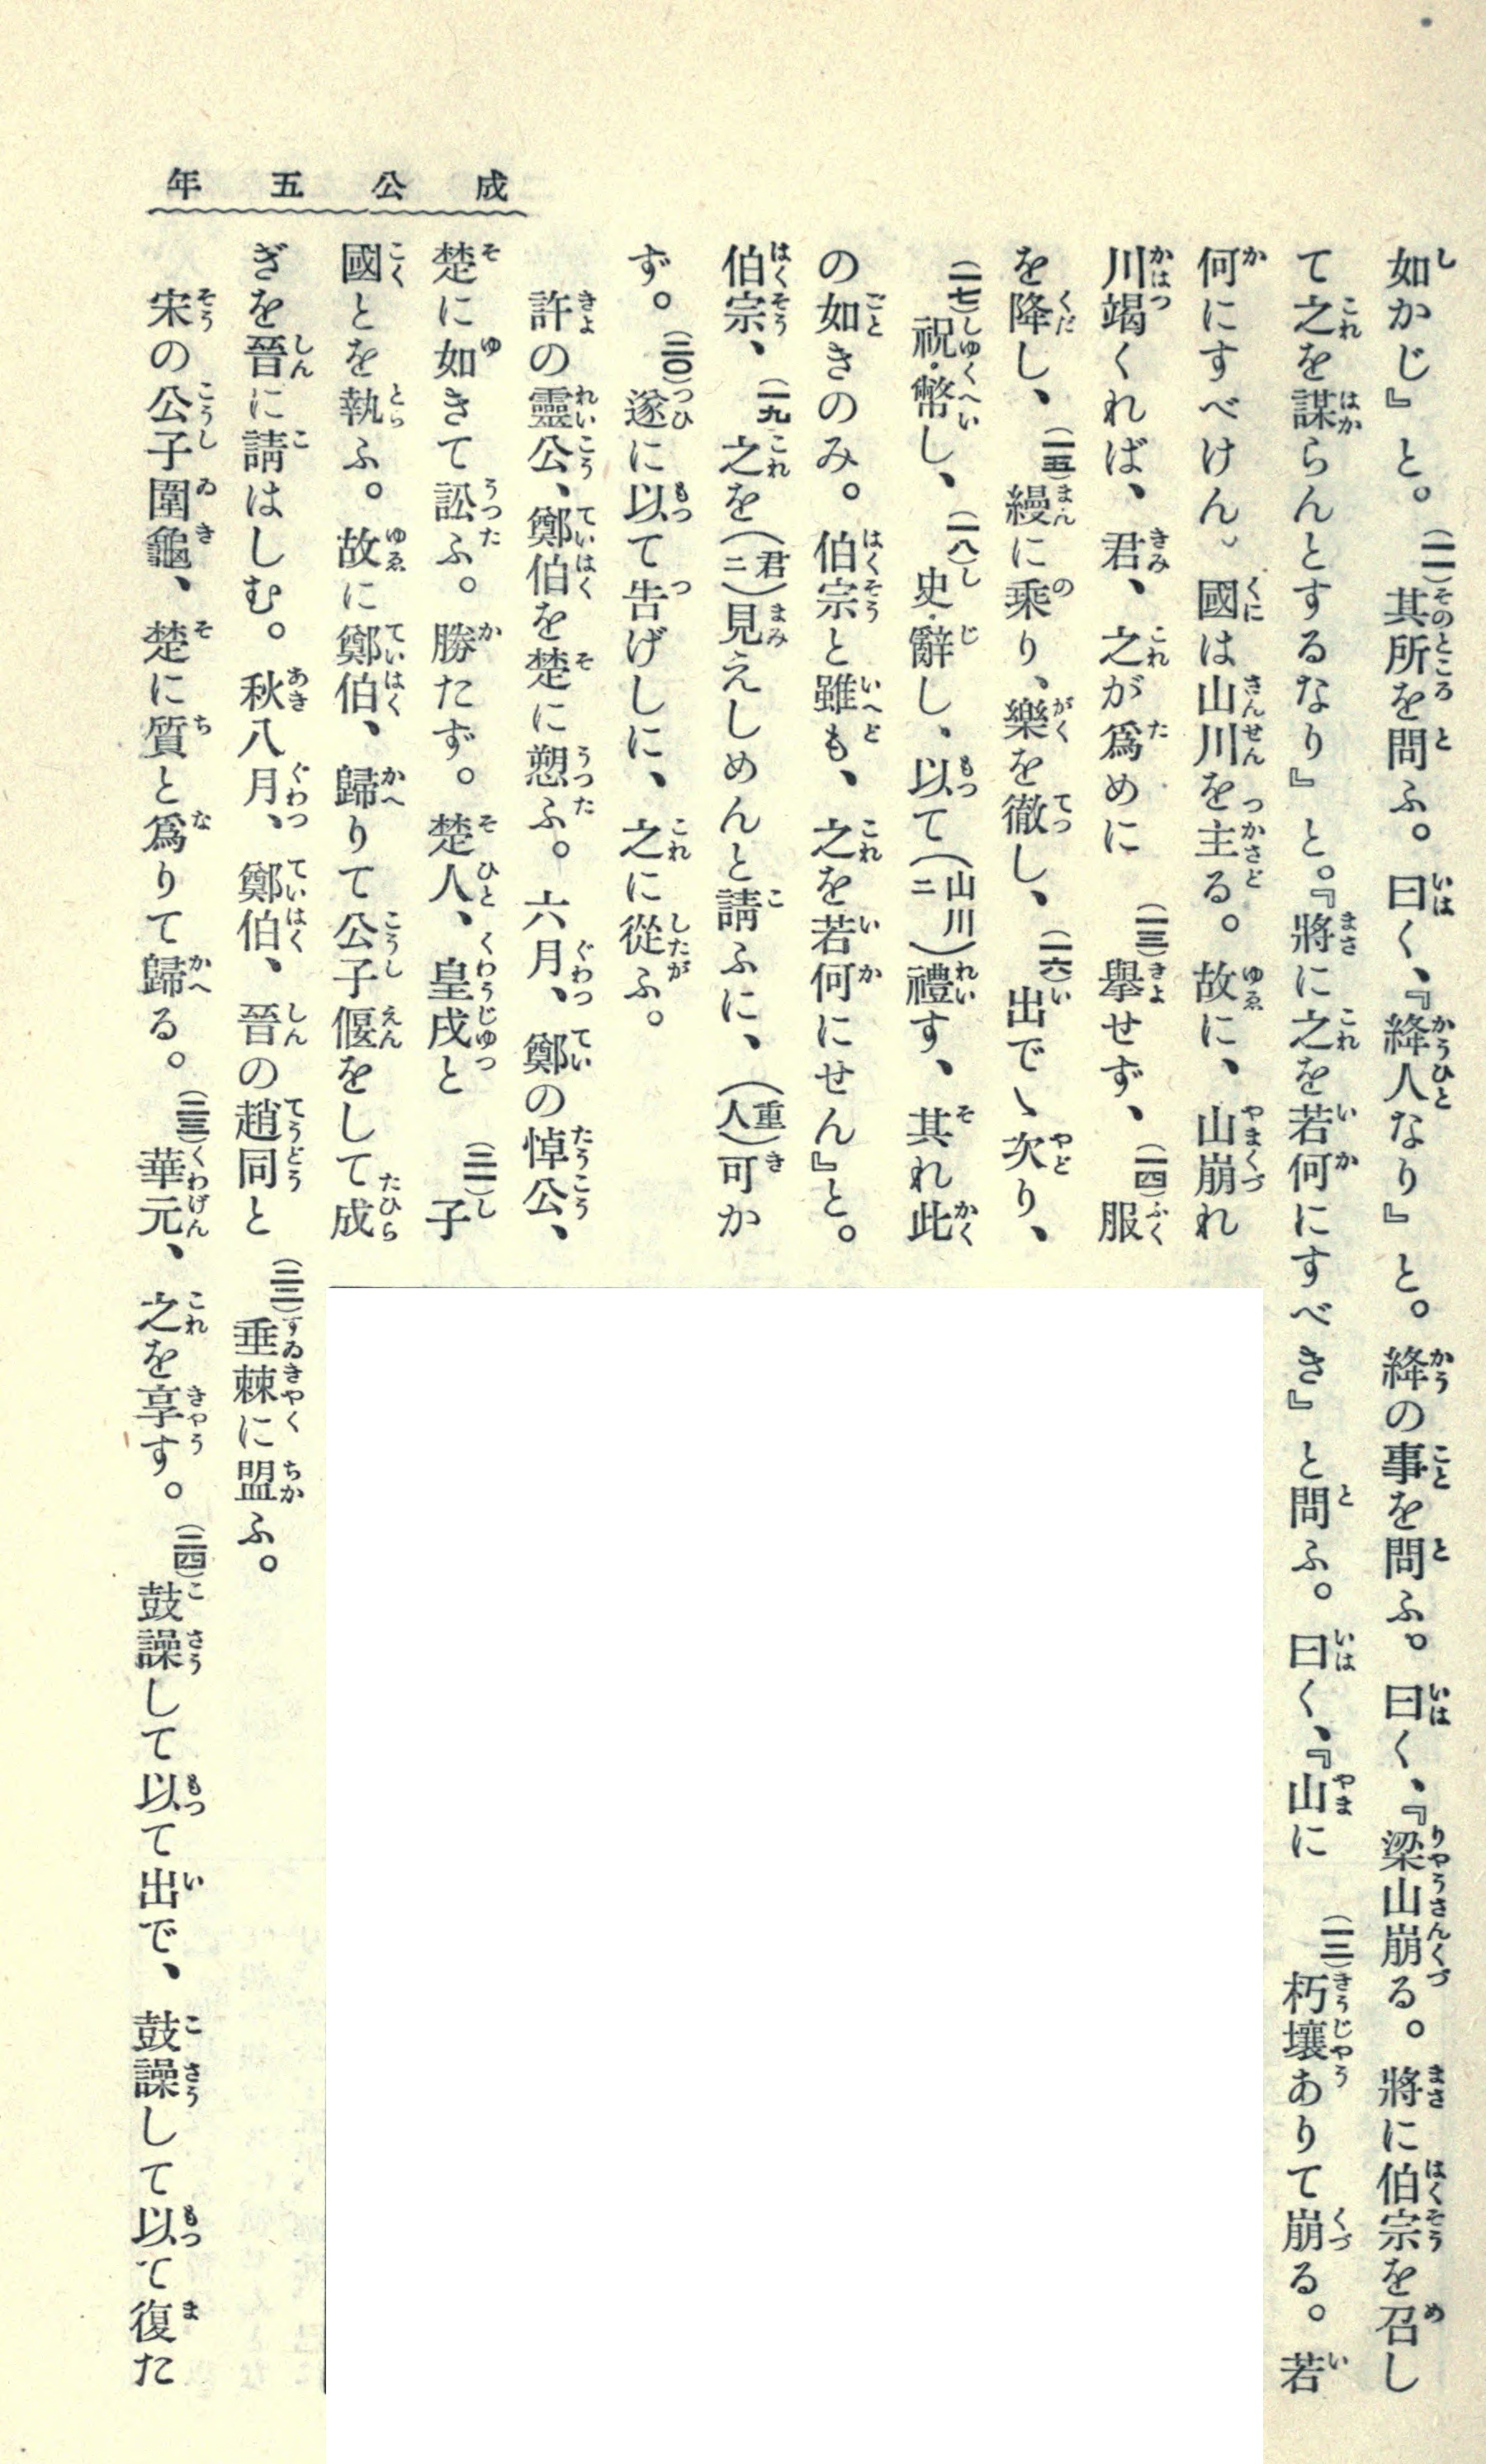 成公五年
如かじ』と。(一一)其所を問ふ。曰く、『絳人なり』と。絳の事を問ふ。曰く、『梁山崩る。將に伯宗を召し
て之を謀らんとするなり』と。『將に之を若何にすべき』と問ふ。曰く、『山に(一二)朽壤ありて崩る。若
何にすべけん。國は山川を主る。故に、山崩れ
川竭くれば、君、之が爲めに(一三)擧せず、(一四)服
を降し、(一五)縵に乘り、樂を徹し、(一六)出でゝ次り、
(一七)祝・幣し、(一八)史・辭し、以て(山川ニ)禮す、其れ此
の如きのみ。伯宗と雖も、之を若何にせん』と。
伯宗、(一九)之を(君ニ)見えしめんと請ふに、(重人)可か
ず。(二〇)遂に以て吿げしに、之に從ふ。
許の靈公、鄭伯を楚に愬ふ。六月、鄭の悼公、
楚に如きて訟ふ。勝たず。楚人、皇戌と(二一)子
國とを執ふ。故に鄭伯、歸りて公子偃をして成
ぎを晉に請はしむ。秋八月、鄭伯、晉の趙同と(二二)垂棘に盟ふ。
宋の公子圍龜、楚に質と爲りて歸る。(二三)華元、之を享す。(二四)鼓譟して以て出で、鼓譟して以て復た